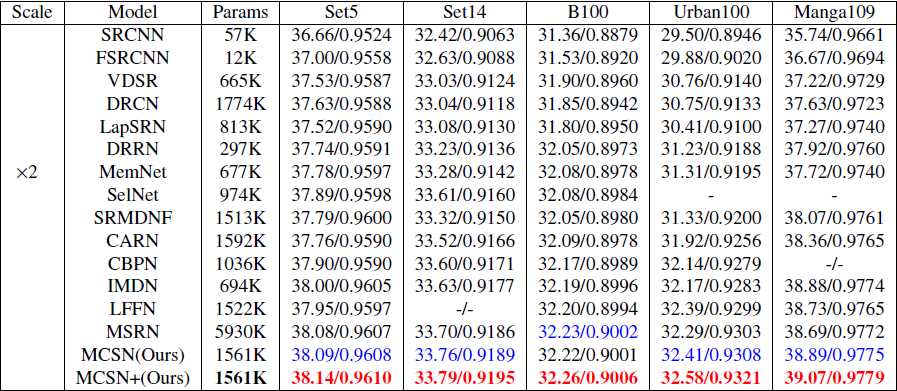 Scale Model Params Set5 Set14 B100 Urban100 Manga109
SRCNN 57K 36.66/0.9524 32.42/0.9063 31.36/0.8879 29.50/0.8946 35.74/0.9661
FSRCNN 12K 37.00/0.9558 32.63/0.9088 31.53/0.8920 29.88/0.9020 36.67/0.9694
VDSR 665K 37.53/0.9587 33.03/0.9124 31.90/0.8960 30.76/0.9140 37.22/0.9729
DRCN 1774K 37.63/0.9588 33.04/0.9118 31.85/0.8942 30.75/0.9133 37.63/0.9723
LapSRN 813K 37.52/0.9590 33.08/0.9130 31.80/0.8950 30.41/0.9100 37.27/0.9740
DRRN 297K 37.74/0.9591 33.23/0.9136 32.05/0.8973 31.23/0.9188 37.92/0.9760
×2 MemNet 677K 37.78/0.9597 33.28/0.9142 32.08/0.8978 31.31/0.9195 37.72/0.9740
SelNet 974K 37.89/0.9598 33.61/0.9160 32.08/0.8984 - -
SRMDNF 1513K 37.79/0.9600 33.32/0.9150 32.05/0.8980 31.33/0.9200 38.07/0.9761
CARN 1592K 37.76/0.9590 33.52/0.9166 32.09/0.8978 31.92/0.9256 38.36/0.9765
CBPN 1036K 37.90/0.9590 33.60/0.9171 32.17/0.8989 32.14/0.9279 -/-
IMDN 694K 38.00/0.9605 33.63/0.9177 32.19/0.8996 32.17/0.9283 38.88/0.9774
LFFN 1522K 37.95/0.9597 -/- 32.20/0.8994 32.39/0.9299 38.73/0.9765
MSRN 5930K 38.08/0.9607 33.70/0.9186 32.23/0.9002 32.29/0.9303 38.69/0.9772
MCSN(Ours) 1561K 38.09/0.9608 33.76/0.9189 32.22/0.9001 32.41/0.9308 38.89/0.9775
MCSN+(Ours) 1561K 38.14/0.9610 33.79/0.9195 32.26/0.9006 32.58/0.9321 39.07/0.9779